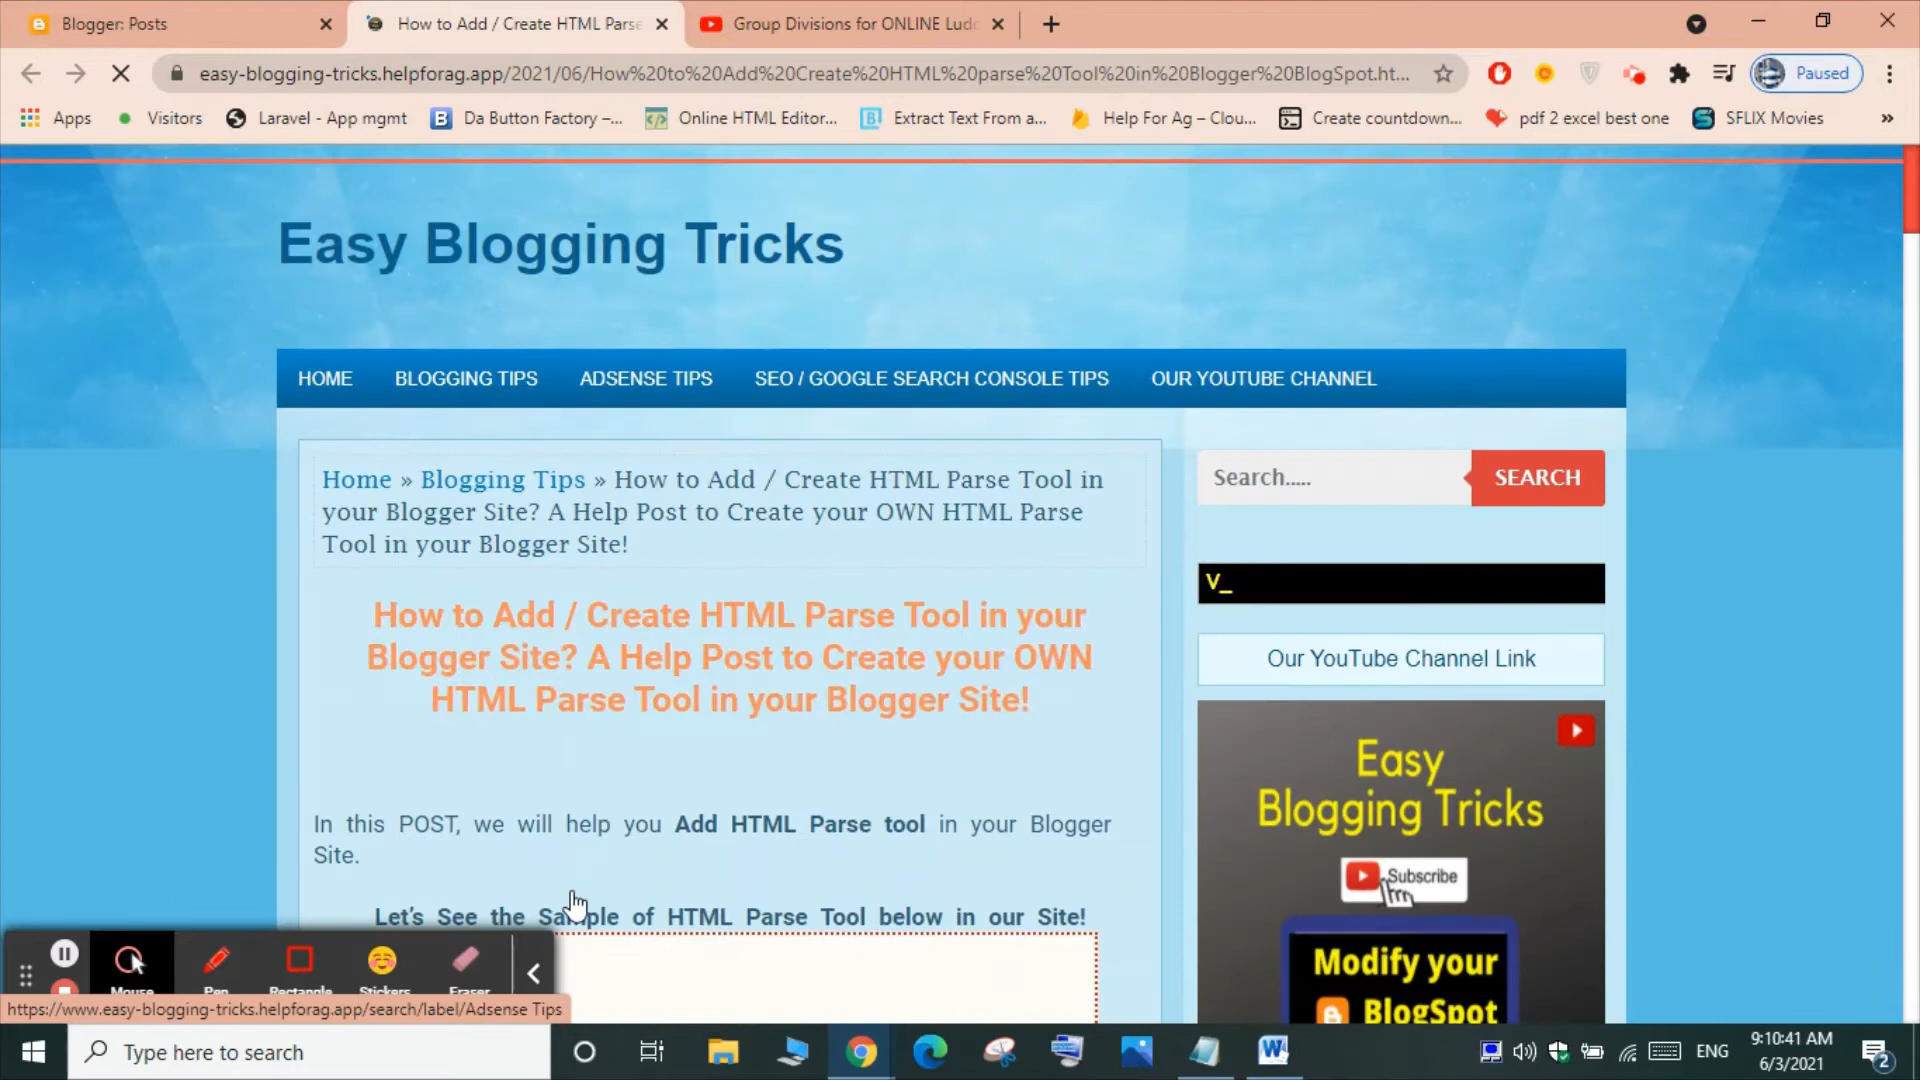 Blogger: Posts
How to Add / Create HTML Parse
Group Divisions for ONLINE Lud
easy-blogging-tricks.helpforag.app/2021/06/How%20to%20Add%20Create%20HTML%20parse%20Tool%20in%20Blogger%20BlogSpot.ht...
Paused
Apps
Visitors
Laravel - App mgmt
Da Button Factory –...
Online HTML Editor...
Extract Text From a...
Help For Ag – Clou...
Create countdown...
pdf 2 excel best one
SFLIX Movies
»
Easy Blogging Tricks
HOME
BLOGGING TIPS
ADSENSE TIPS
SEO / GOOGLE SEARCH CONSOLE TIPS
OUR YOUTUBE CHANNEL
Home » Blogging Tips » How to Add / Create HTML Parse Tool in
your Blogger Site? A Help Post to Create your OWN HTML Parse
Tool in your Blogger Site!
How to Add / Create HTML Parse Tool in your
Blogger Site? A Help Post to Create your OWN
HTML Parse Tool in your Blogger Site!
In this POST, we will help you Add HTML Parse tool in your Blogger
Site.
Let's See the Sample of HTML Parse Tool below in our Site!
Search.....
SEARCH
V_
Our YouTube Channel Link
Easy
Blogging Tricks
Subscribe
Modify your
BlogSpot
Mouse
Pen
Rectangle
Stickers
Eraser
https://www.easy-blogging-tricks.helpforag.app/search/label/Adsense Tips
Type here to search
ENG
9:10:41 AM
6/3/2021
2